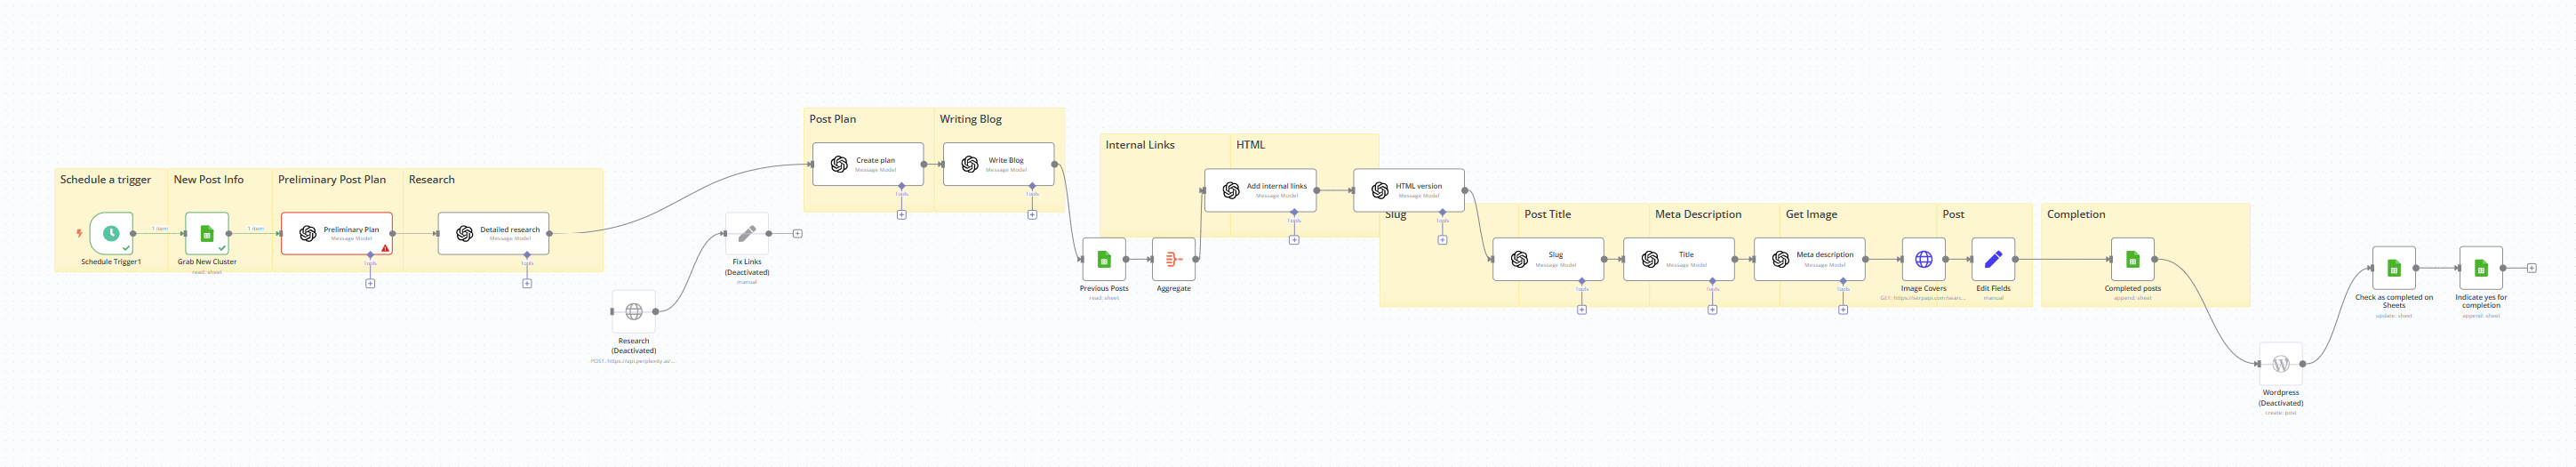 Schedule a trigger
New Post Info
Preliminary Post Plan
Research
1 item
1 item
Schedule Trigger1
Grab New Cluster
read: sheet
Preliminary Plan
Message Model
Tools
Detailed research
Message Model
Tools
Research
(Deactivated)
POST: https://api.perplexity.ai/...
Fix Links
(Deactivated)
manual
Post Plan
Writing Blog
Create plan
Message Model
Tools
Write Blog
Message Model
Tools
Previous Posts
read: sheet
Aggregate
Internal Links
HTML
Add internal links
Message Model
Tools
HTML version
Message Model
Tools
Slug
Post Title
Meta Description
Get Image
Post
Slug
Message Model
Tools
Title
Message Model
Tools
Meta description
Message Model
Tools
Image Covers
GET: https://serpapi.com/searc...
Edit Fields
manual
Completion
Completed posts
append: sheet
Wordpress
(Deactivated)
create: post
Check as completed on
Sheets
update: sheet
Indicate yes for
completion
append: sheet